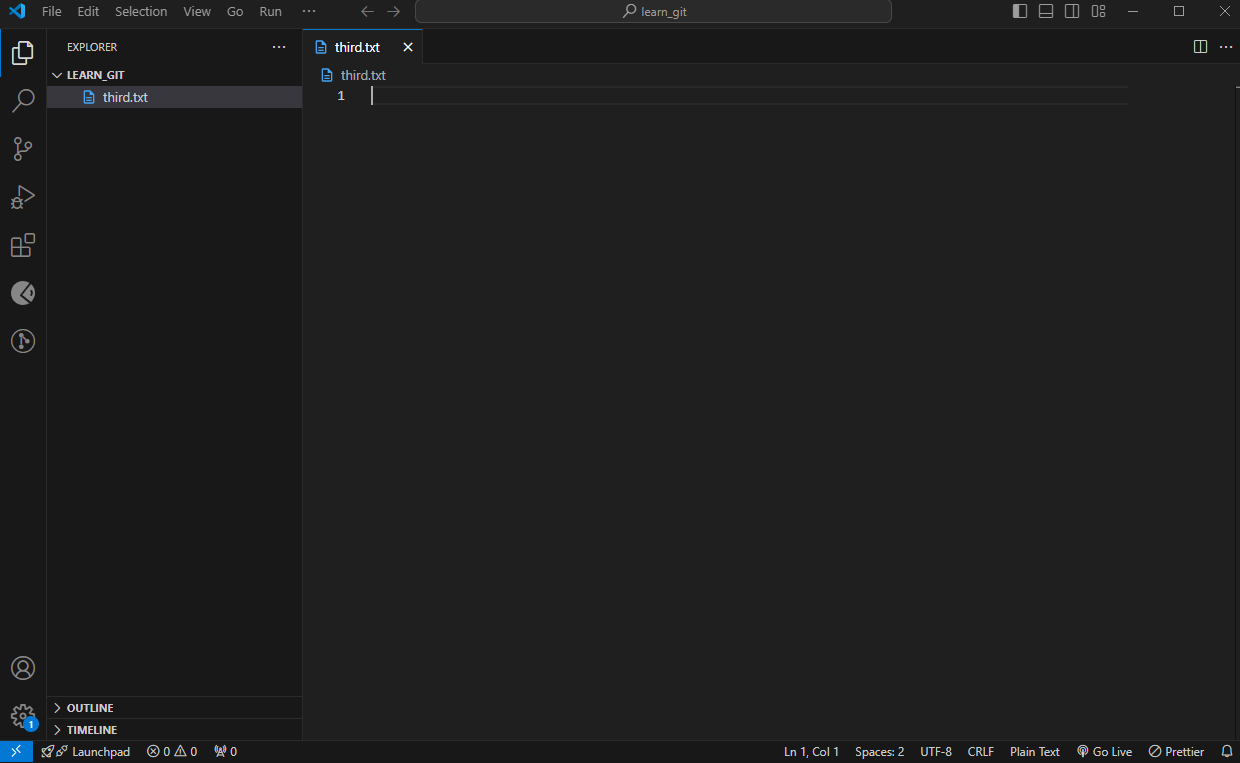 File Edit Selection View Go Run ··· learn_git
EXPLORER ···
LEARN_GIT
third.txt
third.txt
third.txt
1
OUTLINE
TIMELINE
1
Launchpad 0 0 0 Ln 1, Col 1 Spaces: 2 UTF-8 CRLF Plain Text Go Live Prettier